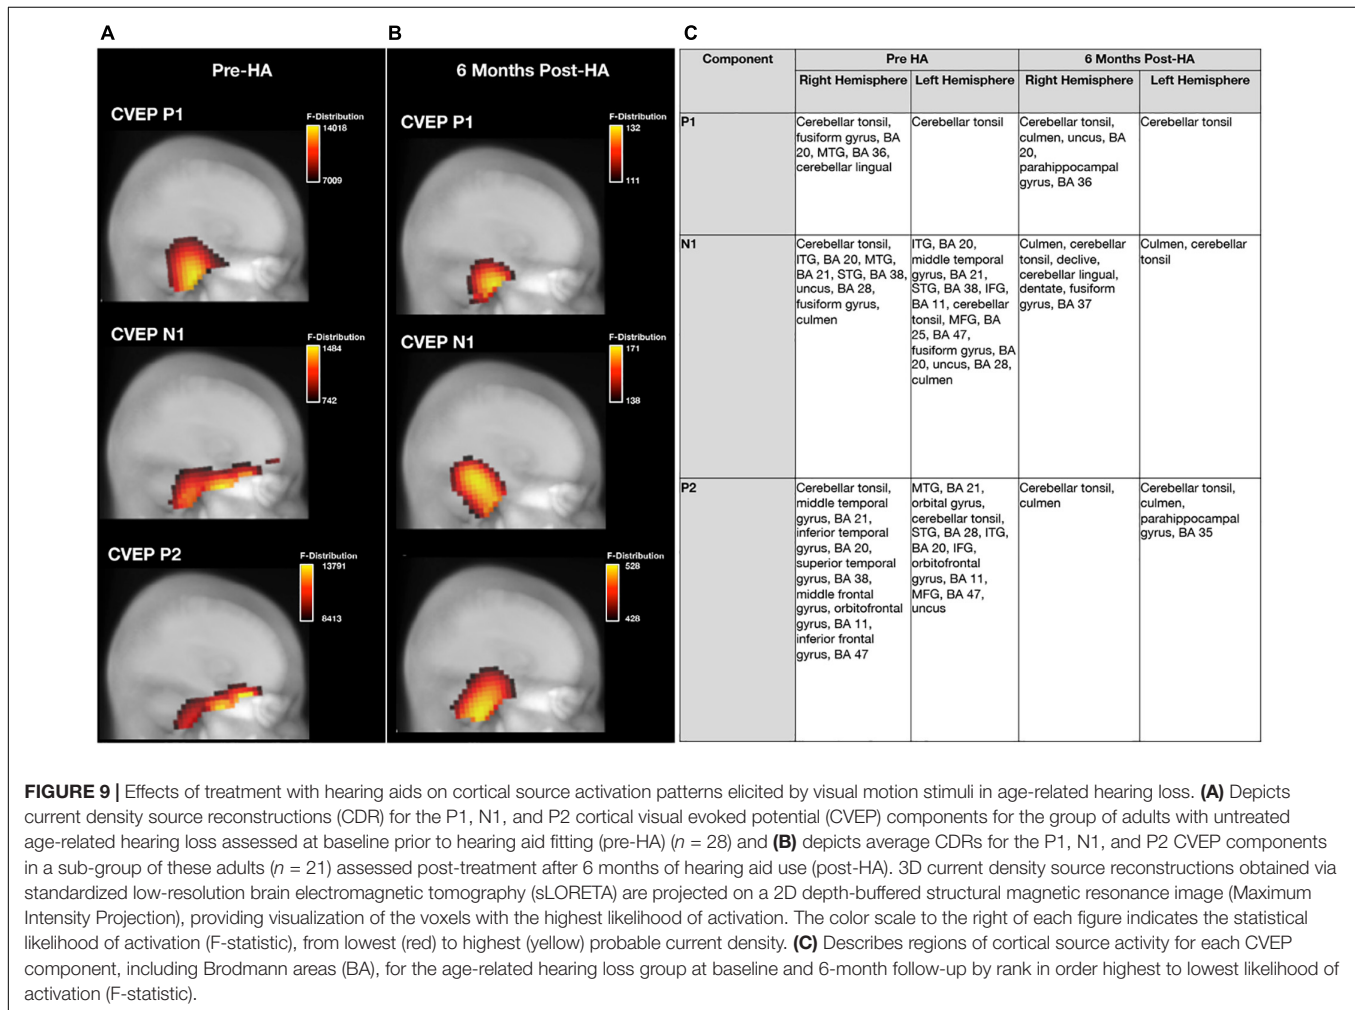 A
B
C
Pre-HA
CVEP P1
F-Distribution
14018
7009
CVEP N1
F-Distribution
1484
742
CVEP P2
F-Distribution
13791
8413
6 Months Post-HA
CVEP P1
F-Distribution
132
111
CVEP N1
F-Distribution
171
138
F-Distribution
528
428
Component
Pre HA
6 Months Post-HA
Right Hemisphere
Left Hemisphere
Right Hemisphere
Left Hemisphere
P1
Cerebellar tonsil,
fusiform gyrus, BA
20, MTG, BA 36,
cerebellar lingual
Cerebellar tonsil
Cerebellar tonsil,
culmen, uncus, BA
20,
parahippocampal
gyrus, BA 36
Cerebellar tonsil
N1
Cerebellar tonsil,
ITG, BA 20, MTG,
BA 21, STG, BA 38,
uncus, BA 28,
fusiform gyrus,
culmen
ITG, BA 20,
middle temporal
gyrus, BA 21,
STG, BA 38, IFG,
BA 11, cerebellar
tonsil, MFG, BA
25, BA 47,
fusiform gyrus, BA
20, uncus, BA 28,
culmen
Culmen, cerebellar
tonsil, declive,
cerebellar lingual,
dentate, fusiform
gyrus, BA 37
Culmen, cerebellar
tonsil
P2
Cerebellar tonsil,
middle temporal
gyrus, BA 21,
inferior temporal
gyrus, BA 20,
superior temporal
gyrus, BA 38,
middle frontal
gyrus, orbitofrontal
gyrus, BA 11,
inferior frontal
gyrus, BA 47
MTG, BA 21,
orbital gyrus,
cerebellar tonsil,
STG, BA 28, ITG,
BA 20, IFG,
orbitofrontal
gyrus, BA 11,
MFG, BA 47,
uncus
Cerebellar tonsil,
culmen
Cerebellar tonsil,
culmen,
parahippocampal
gyrus, BA 35
FIGURE 9 | Effects of treatment with hearing aids on cortical source activation patterns elicited by visual motion stimuli in age-related hearing loss. (A) Depicts
current density source reconstructions (CDR) for the P1, N1, and P2 cortical visual evoked potential (CVEP) components for the group of adults with untreated
age-related hearing loss assessed at baseline prior to hearing aid fitting (pre-HA) (n = 28) and (B) depicts average CDRs for the P1, N1, and P2 CVEP components
in a sub-group of these adults (n = 21) assessed post-treatment after 6 months of hearing aid use (post-HA). 3D current density source reconstructions obtained via
standardized low-resolution brain electromagnetic tomography (sLORETA) are projected on a 2D depth-buffered structural magnetic resonance image (Maximum
Intensity Projection), providing visualization of the voxels with the highest likelihood of activation. The color scale to the right of each figure indicates the statistical
likelihood of activation (F-statistic), from lowest (red) to highest (yellow) probable current density. (C) Describes regions of cortical source activity for each CVEP
component, including Brodmann areas (BA), for the age-related hearing loss group at baseline and 6-month follow-up by rank in order highest to lowest likelihood of
activation (F-statistic).